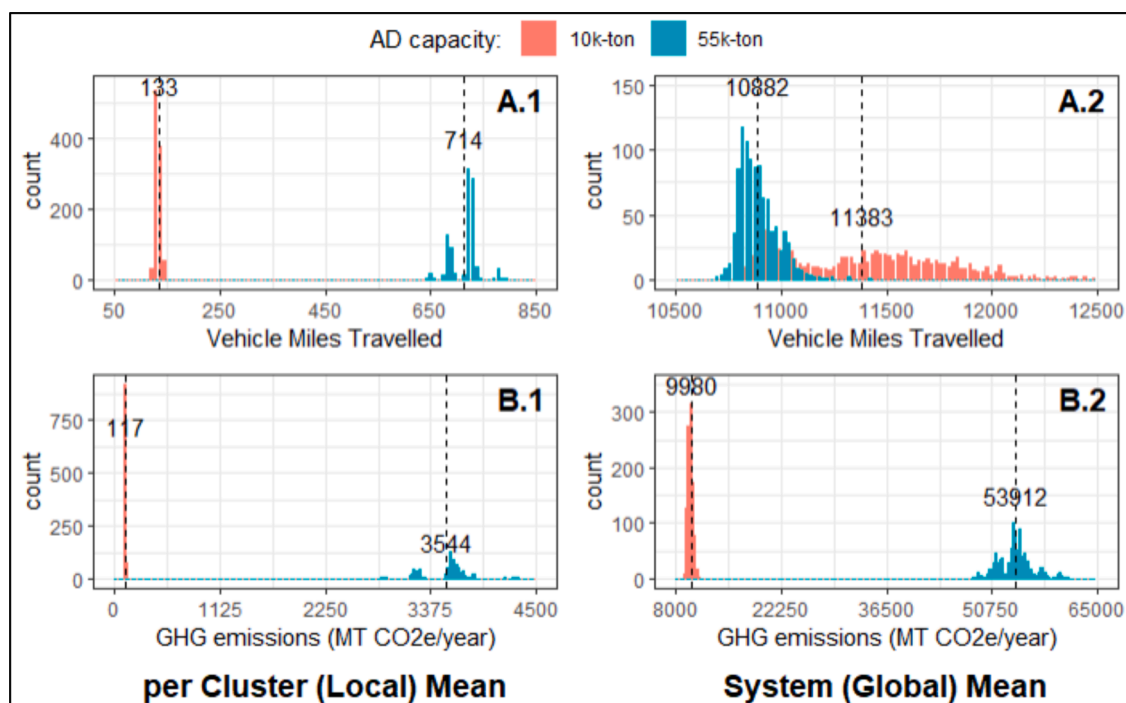 AD capacity: 10k-ton 55k-ton
133
714
A.1
count
400
200
0
50 250 450 650 850
Vehicle Miles Travelled
10882
11383
A.2
count
150
100
50
0
10500 11000 11500 12000 12500
Vehicle Miles Travelled
117
3544
B.1
count
750
500
250
0
0 1125 2250 3375 4500
GHG emissions (MT CO2e/year)
9980
53912
B.2
count
300
200
100
0
8000 22250 36500 50750 65000
GHG emissions (MT CO2e/year)
per Cluster (Local) Mean
System (Global) Mean